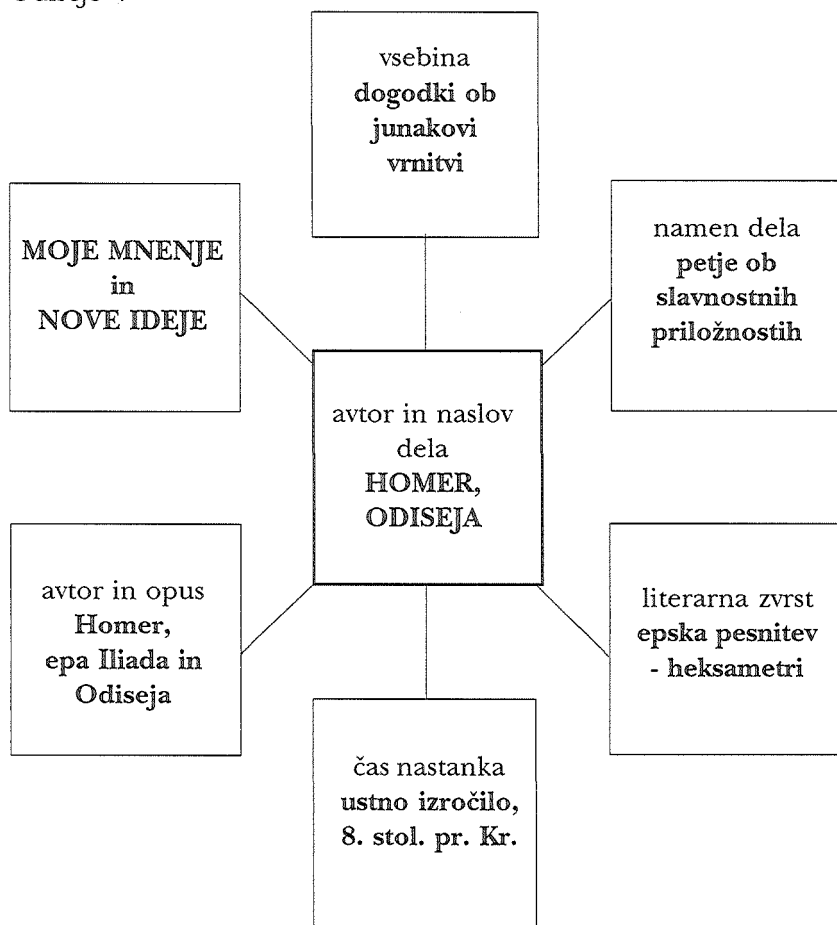 vsebina
dogodki ob
junakovi
vrnitvi
MOJE MNENJE
in
NOVE IDEJE
namen dela
petje ob
slavnostnih
priložnostih
avtor in naslov
dela
HOMER,
ODISEJA
avtor in opus
Homer,
epa Iliada in
Odiseja
literarna zvrst
epska pesnitev
- heksametri
čas nastanka
ustno izročilo,
8. stol. pr. Kr.